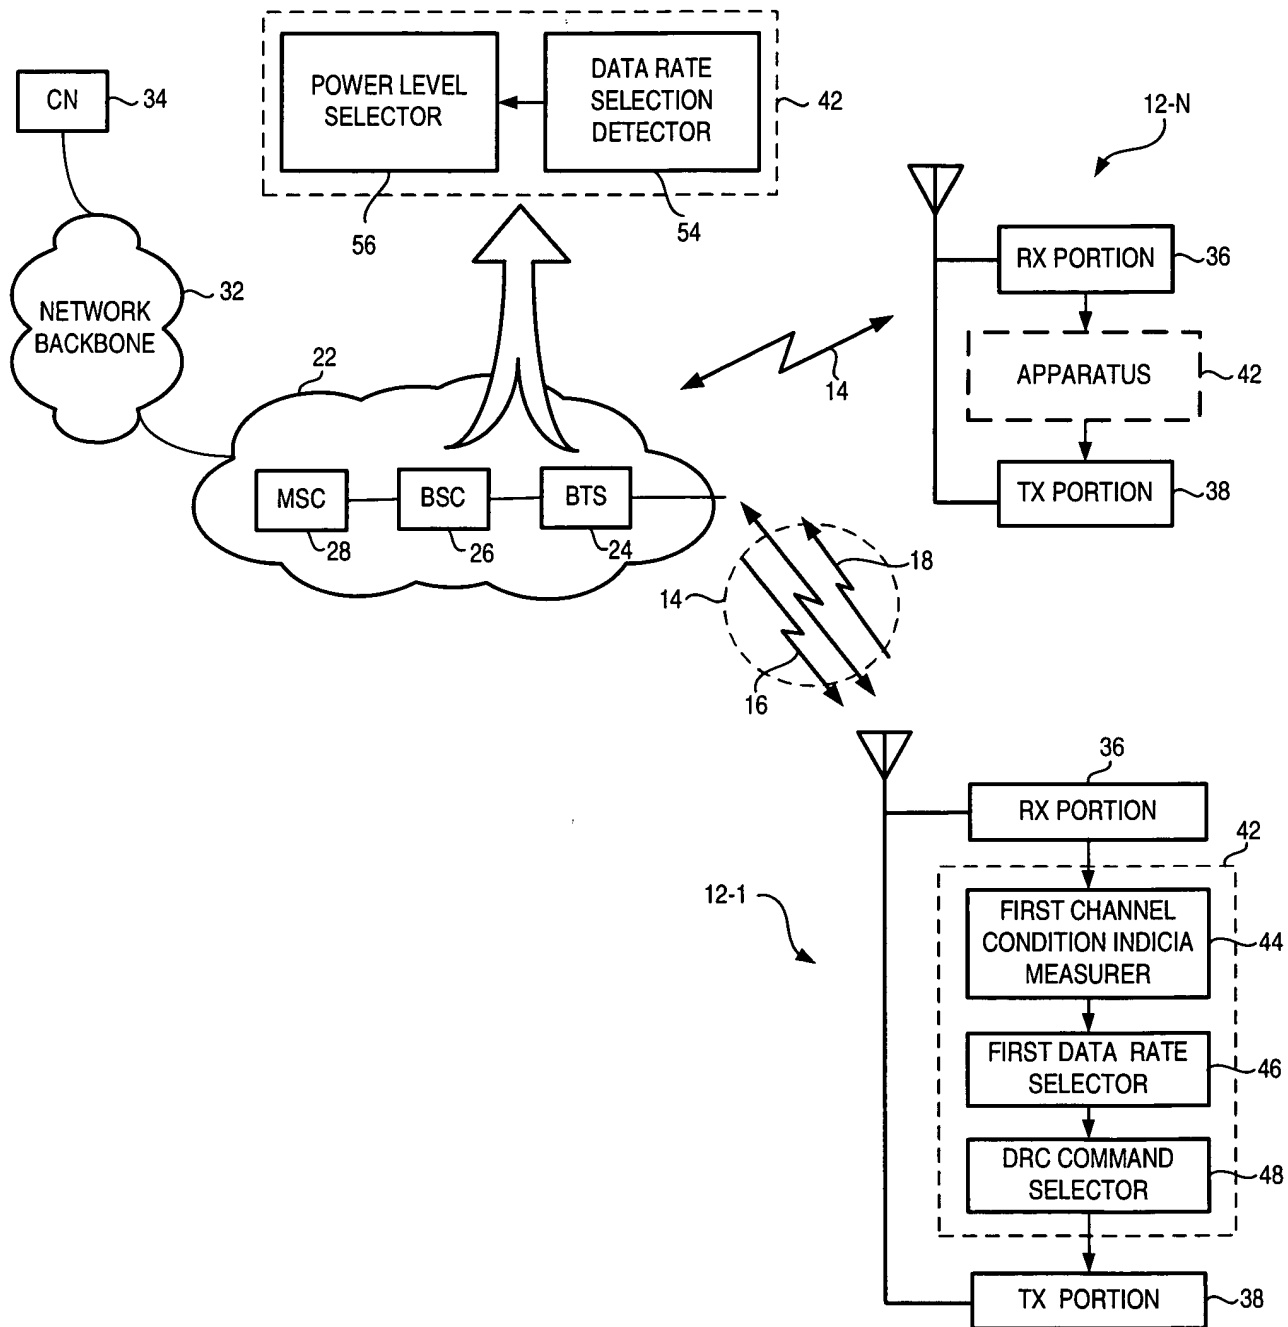 CN
34
POWER LEVEL
SELECTOR
DATA RATE
SELECTION
DETECTOR
42
56
54
12-N
RX PORTION
36
APPARATUS
42
TX PORTION
38
NETWORK
BACKBONE
32
22
14
MSC
BSC
BTS
28
26
24
14
18
16
36
RX PORTION
42
12-1
FIRST CHANNEL
CONDITION INDICIA
MEASURER
44
FIRST DATA RATE
SELECTOR
46
DRC COMMAND
SELECTOR
48
TX PORTION
38